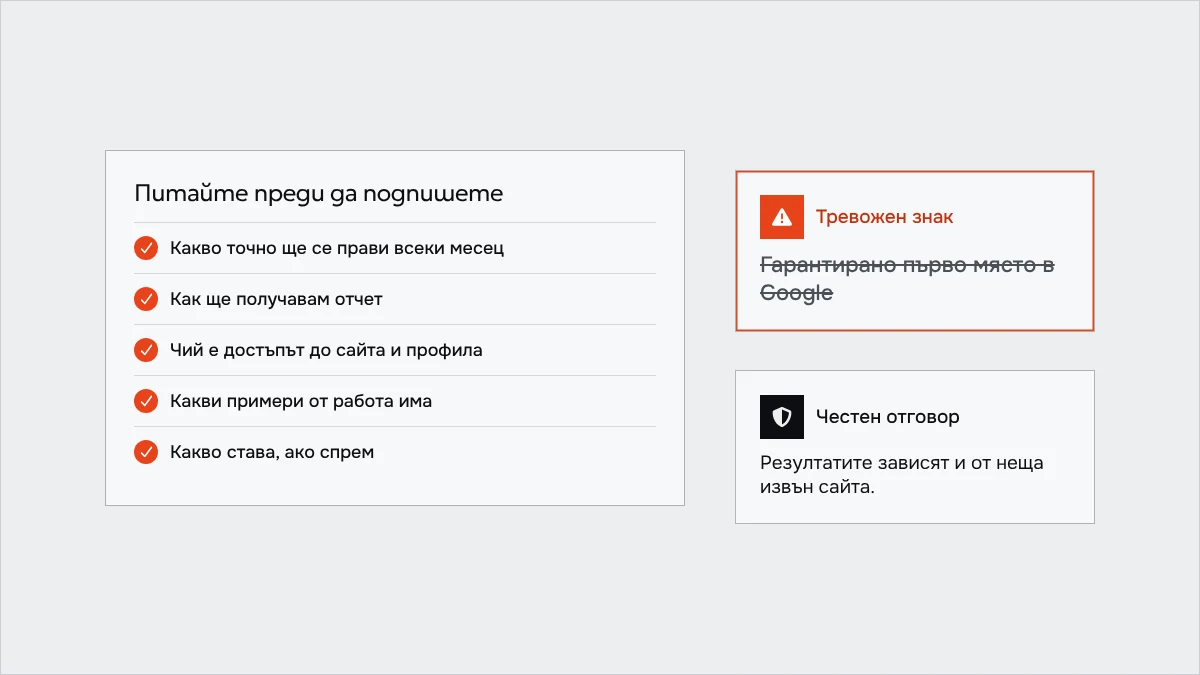 Питайте преди да подпишете
Какво точно ще се прави всеки месец
Как ще получавам отчет
Чий е достъпът до сайта и профила
Какви примери от работа има
Какво става, ако спрем
Тревожен знак
Гарантирано първо място в
Google
Честен отговор
Резултатите зависят и от неща
извън сайта.